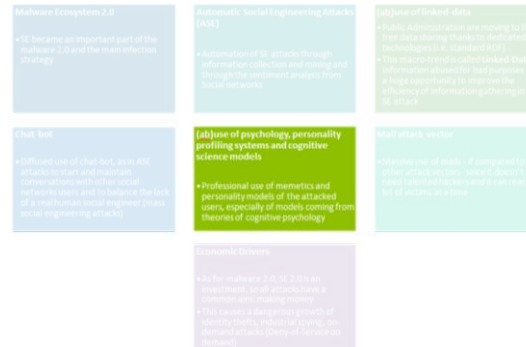 Malware Ecosystem 2.0
• SE became an important part of the
malware 2.0 and the main infection
strategy
Automatic Social Engineering Attacks
(ASE)
• Automation of SE attacks through
information collection and mining and
through the sentiment analysis from
Social networks
(ab)use of linked-data
• Public Administration are moving to
free data sharing thanks to dedicated
technologies (i.e. standard RDF)
• This macro-trend is called Linked-Data
information abused for bad purposes
a huge opportunity to improve the
efficiency of information gathering in
SE attack
Chat-bot
• Diffused use of chat-bot, as in ASE
attacks to start and maintain
conversations with other social
networks users and to balance the lack
of a real human social engineer (mass
social engineering attacks)
(ab)use of psychology, personality
profiling systems and cognitive
science models
• Professional use of memetics and
personality models of the attacked
users, especially of models coming from
theories of cognitive psychology
Mail attack vector
• Massive use of mails - if compared to
other attack vectors - since it doesn't
need talented hackers and it can reach
lot of victims at a time
Economic Drivers
• As for malware 2.0, SE 2.0 is an
investment, as all attacks have a
common aim: making money
• This causes a dangerous growth of
identity thefts, industrial spying, on-
demand attacks (Deny-of-Service on
demand)